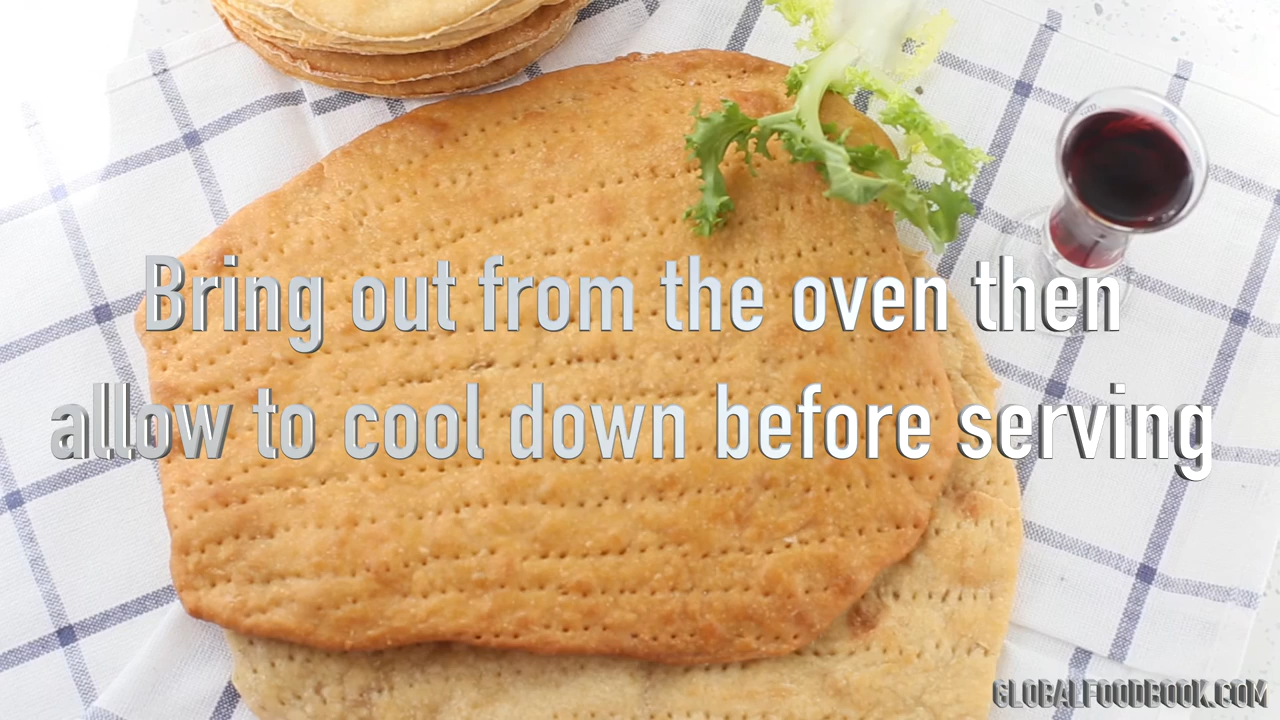 Bring out from the oven then
allow to cool down before serving
GLOBALFOODBOOK.COM